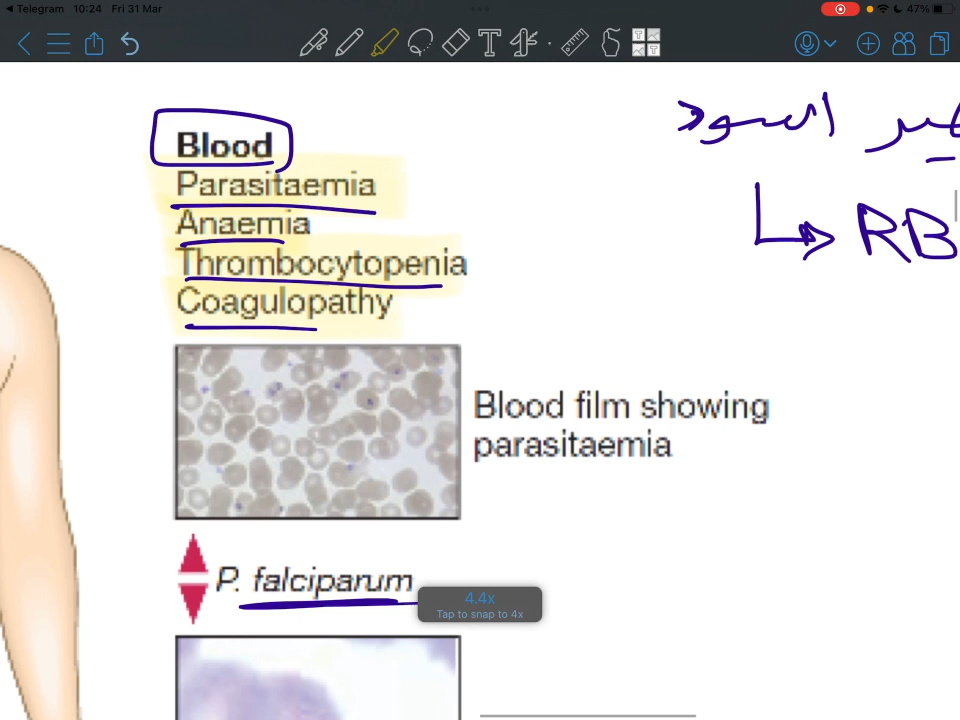 Telegram 10:24 Fri 31 Mar 47%
Blood
Parasitaemia
Anaemia
Thrombocytopenia
Coagulopathy
RB
Blood film showing
parasitaemia
P. falciparum
4.4x
Tap to snap to 4x